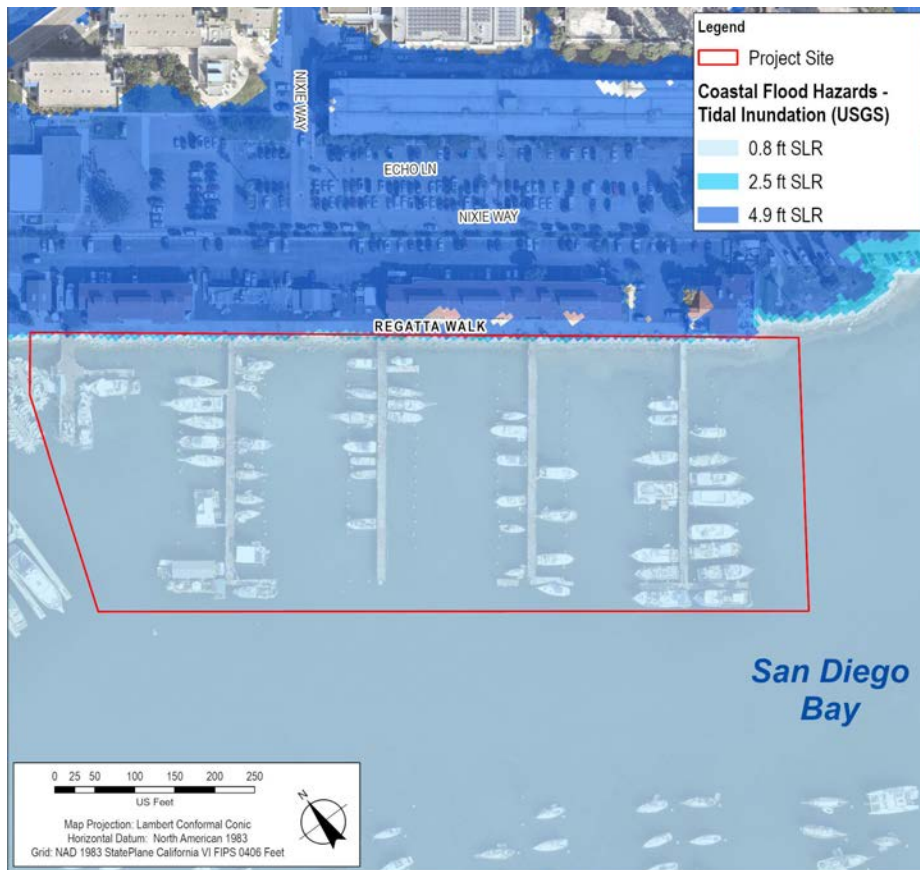 Legend
Project Site
Coastal Flood Hazards -
Tidal Inundation (USGS)
0.8 ft SLR
2.5 ft SLR
4.9 ft SLR
NIXIE WAY
ECHO LN
NIXIE WAY
REGATTA WALK
San Diego
Bay
0 25 50 100 150 200 250
US Feet
Map Projection: Lambert Conformal Conic
Horizontal Datum: North American 1983
Grid: NAD 1983 StatePlane California VI FIPS 0406 Feet
N